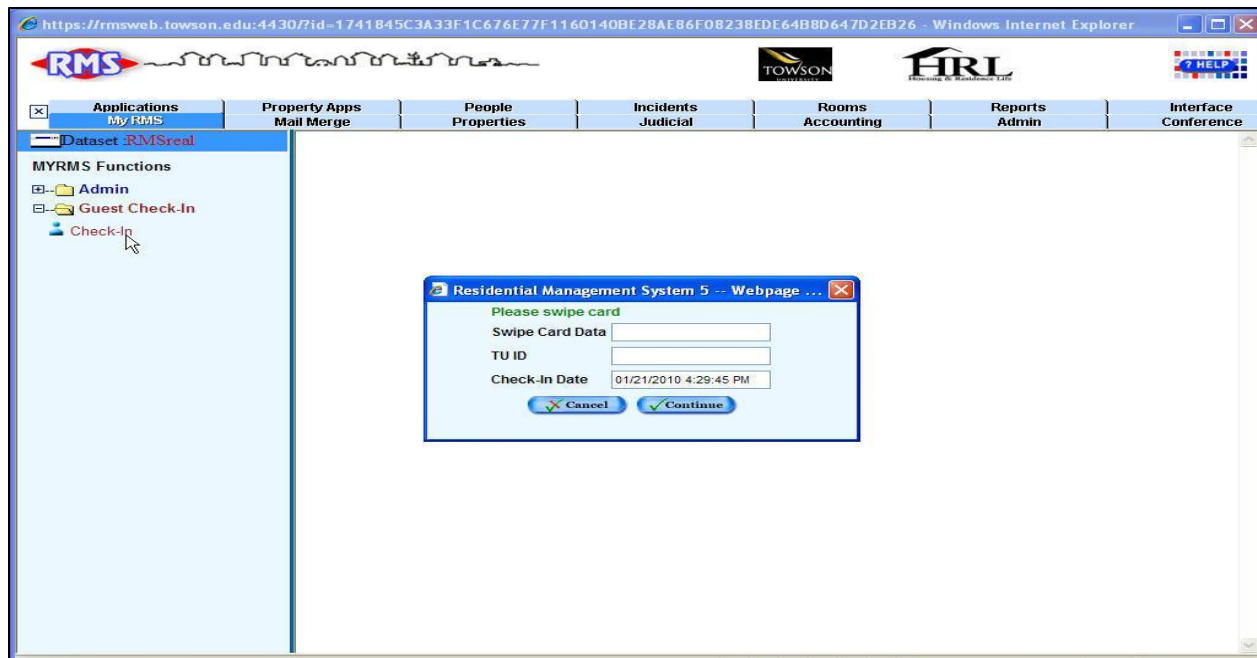 https://rmsweb.towson.edu:4430/?id=1741845C3A33F1C676E77F1160140BE28AE86F08238EDE64B8D647D2EB26 - Windows Internet Explorer
RMS
TOWSON
UNIVERSITY
HRL
Housing & Residence Life
? HELP
Applications Property Apps People Incidents Rooms Reports Interface
My RMS Mail Merge Properties Judicial Accounting Admin Conference
Dataset :RMSreal
MYRMS Functions
Admin
Guest Check-In
Check-In
Residential Management System 5 -- Webpage ...
Please swipe card
Swipe Card Data
TU ID
Check-In Date 01/21/2010 4:29:45 PM
Cancel Continue